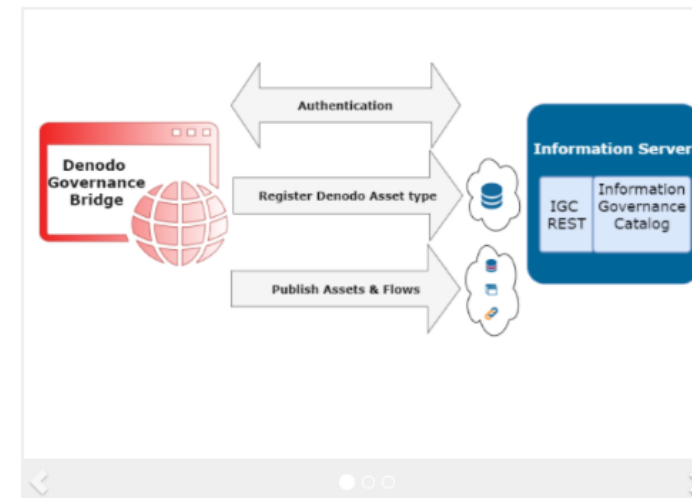 Authentication
Denodo
Governance
Bridge
Register Denodo Asset type
Publish Assets & Flows
Information Server
IGC
REST
Information
Governance
Catalog